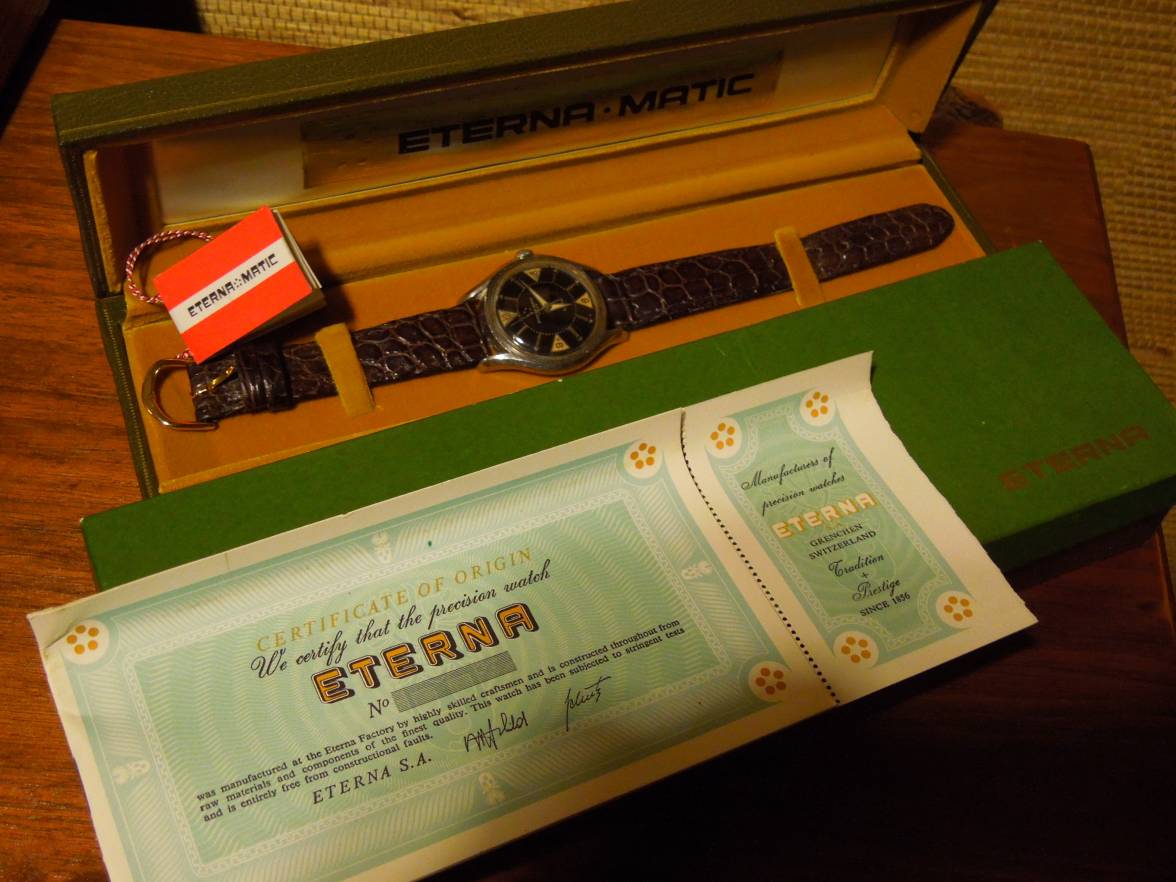 ETERNA·MATIC
ETERNA·MATIC
ETERNA
Manufacturers of
precision watches
ETERNA
GRENCHEN
SWITZERLAND
Tradition
+
Prestige
SINCE 1856
CERTIFICATE OF ORIGIN
We certify that the precision watch
ETERNA
No
was manufactured at the Eterna Factory by highly skilled craftsmen and is constructed throughout from
raw materials and components of the finest quality. This watch has been subjected to stringent tests
and is entirely free from constructional faults.
ETERNA S.A.